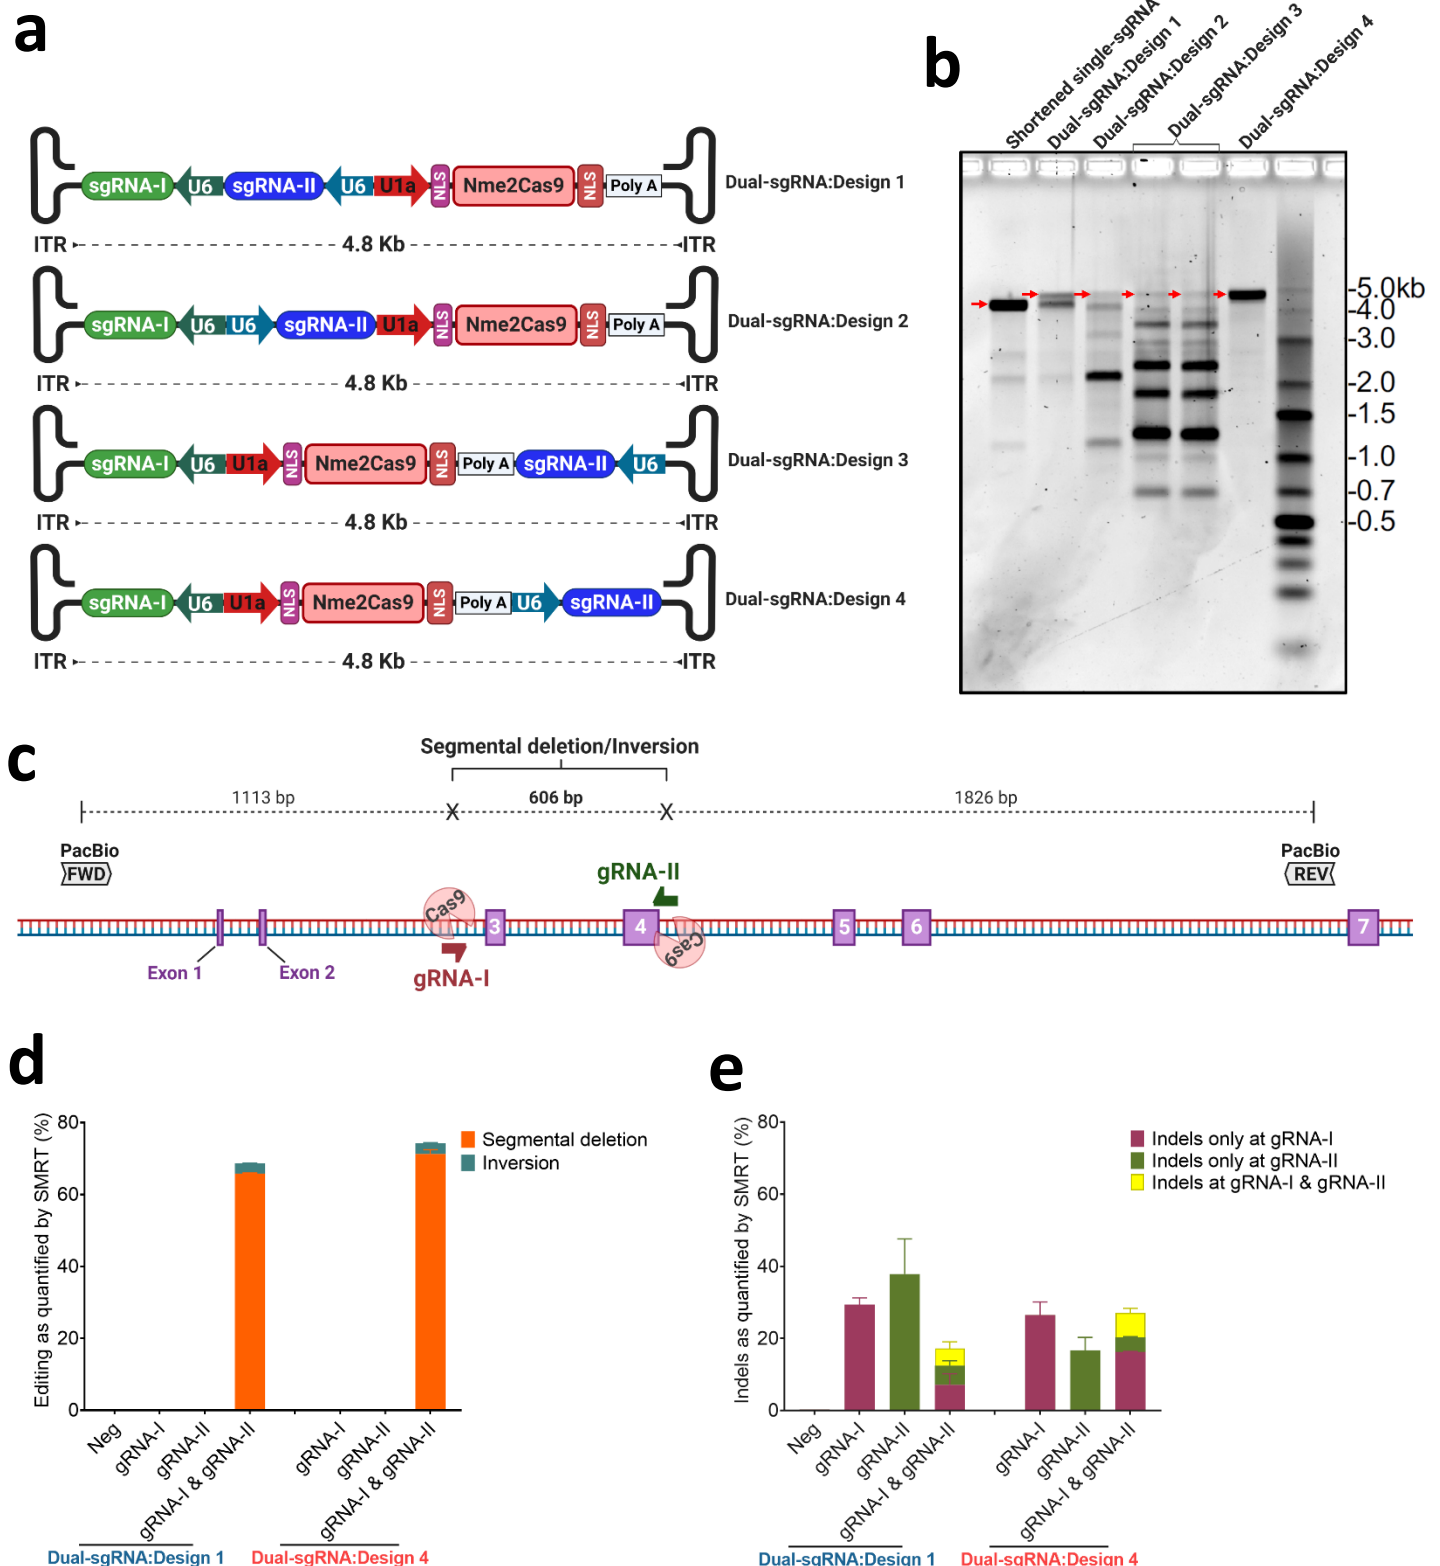 a
sgRNA-I U6 sgRNA-II U6 U1a NLS Nme2Cas9 NLS Poly A
Dual-sgRNA:Design 1
ITR 4.8 Kb ITR
sgRNA-I U6 U6 sgRNA-II U1a NLS Nme2Cas9 NLS Poly A
Dual-sgRNA:Design 2
ITR 4.8 Kb ITR
sgRNA-I U6 U1a NLS Nme2Cas9 NLS Poly A sgRNA-II U6
Dual-sgRNA:Design 3
ITR 4.8 Kb ITR
sgRNA-I U6 U1a NLS Nme2Cas9 NLS Poly A U6 sgRNA-II
Dual-sgRNA:Design 4
ITR 4.8 Kb ITR
b
Shortened single-sgRNA
Dual-sgRNA:Design 1
Dual-sgRNA:Design 2
Dual-sgRNA:Design 3
Dual-sgRNA:Design 4
-5.0kb
-4.0
-3.0
-2.0
-1.5
-1.0
-0.7
-0.5
c
Segmental deletion/Inversion
1113 bp X 606 bp X 1826 bp
PacBio
FWD
PacBio
REV
gRNA-II
Cas9
3 4 5 6 7
Cas9
Exon 1 Exon 2
gRNA-I
d
Editing as quantified by SMRT (%)
80
60
40
20
0
Segmental deletion
Inversion
Neg
gRNA-I
gRNA-II
gRNA-I & gRNA-II
gRNA-I
gRNA-II
gRNA-I & gRNA-II
Dual-sgRNA:Design 1
Dual-sgRNA:Design 4
e
Indels as quantified by SMRT (%)
80
60
40
20
0
Indels only at gRNA-I
Indels only at gRNA-II
Indels at gRNA-I & gRNA-II
Neg
gRNA-I
gRNA-II
gRNA-I & gRNA-II
gRNA-I
gRNA-II
gRNA-I & gRNA-II
Dual-sgRNA:Design 1
Dual-sgRNA:Design 4